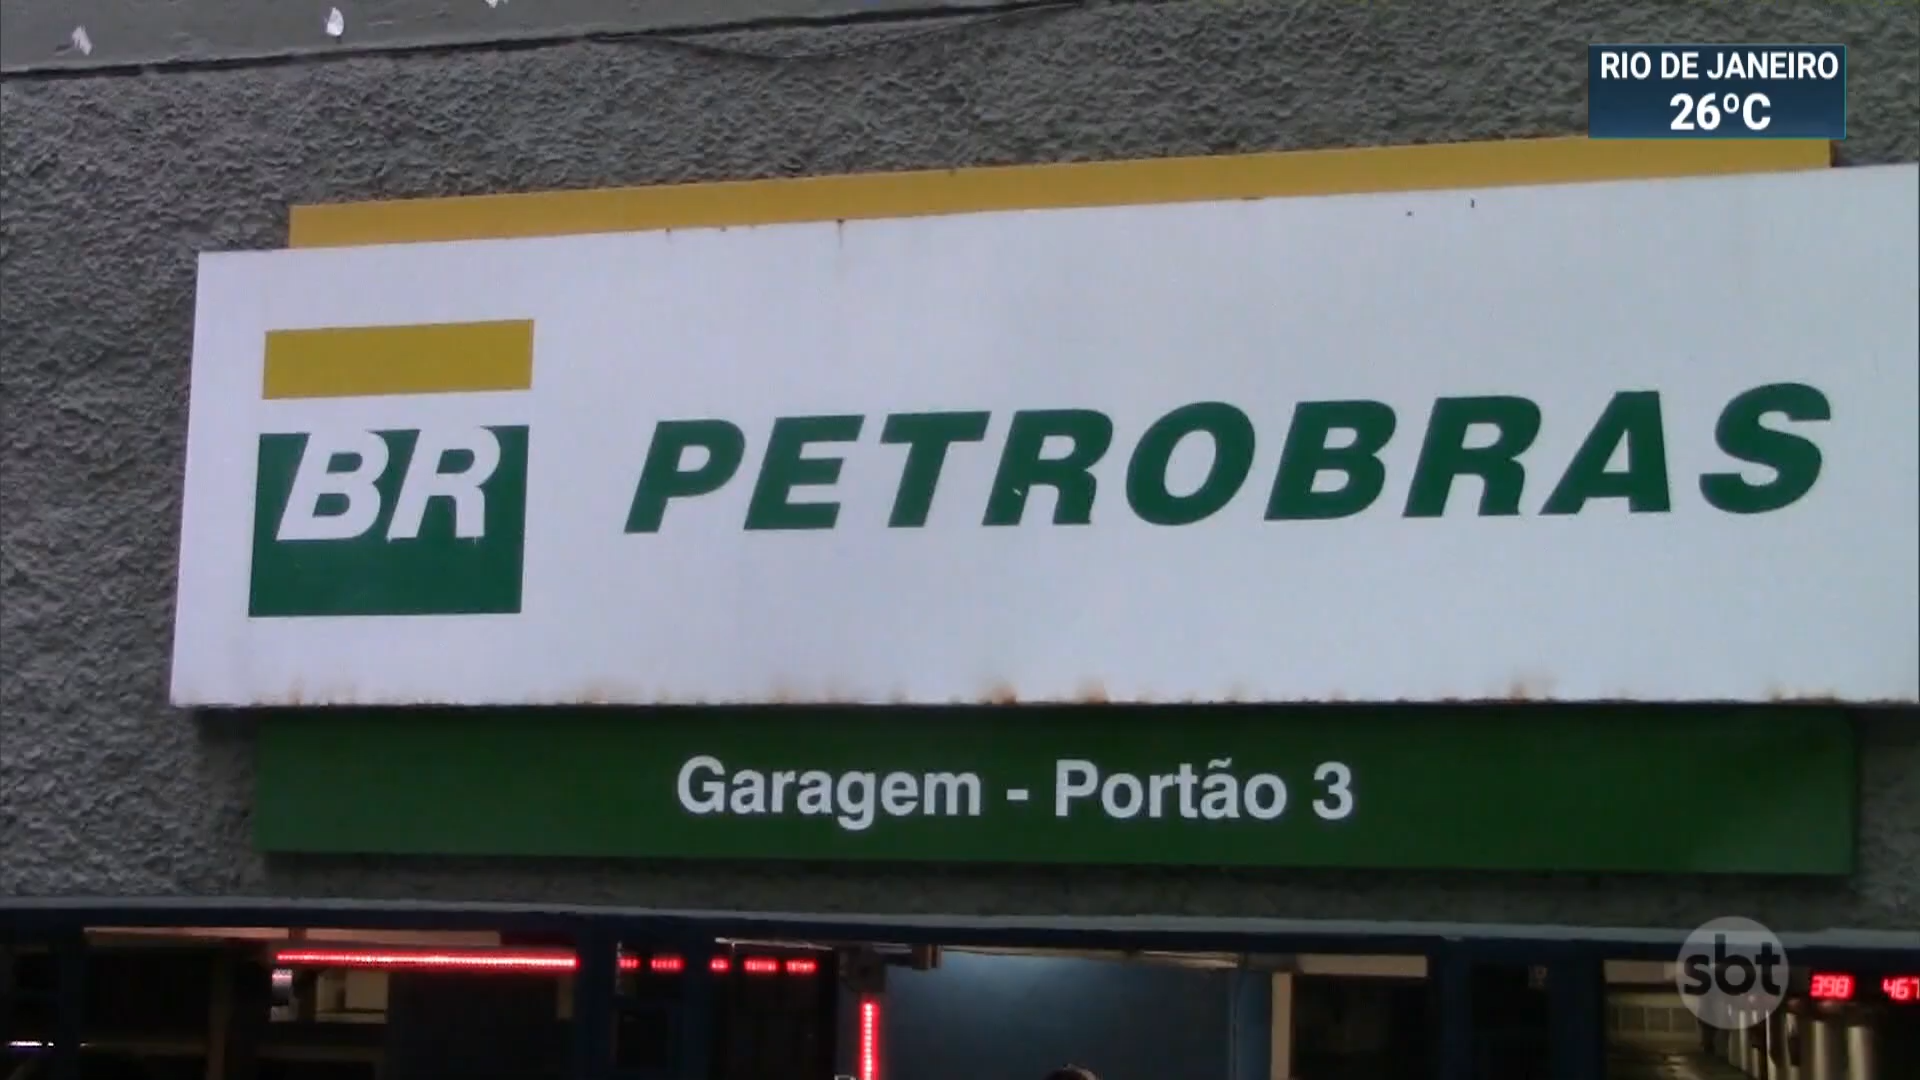 RIO DE JANEIRO
26ºC
BR PETROBRAS
Garagem - Portão 3
sbt
398 467